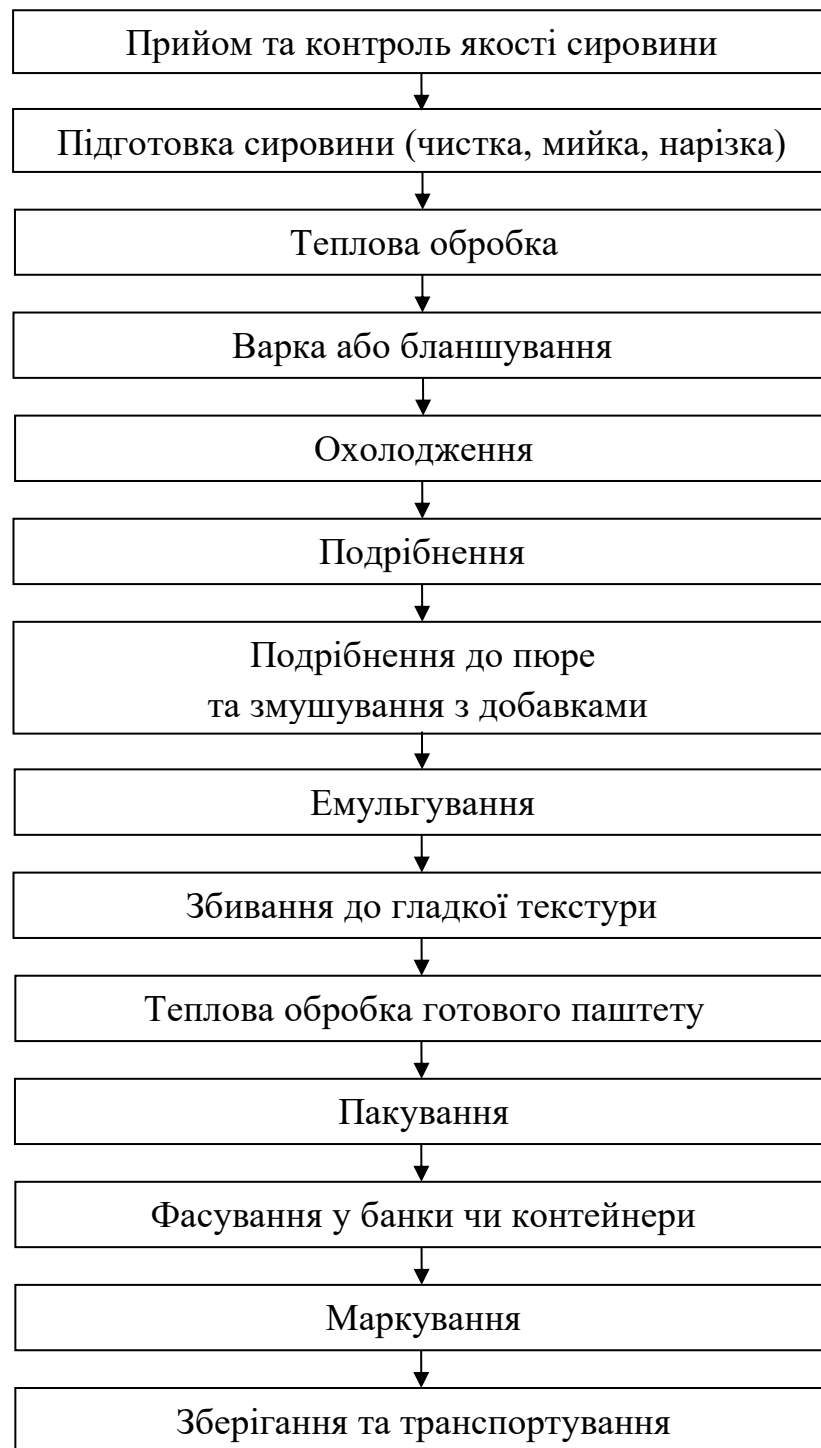 Прийом та контроль якості сировини
Підготовка сировини (чистка, мийка, нарізка)
Теплова обробка
Варка або бланшування
Охолодження
Подрібнення
Подрібнення до пюре
та змушування з добавками
Емульгування
Збивання до гладкої текстури
Теплова обробка готового паштету
Пакування
Фасування у банки чи контейнери
Маркування
Зберігання та транспортування